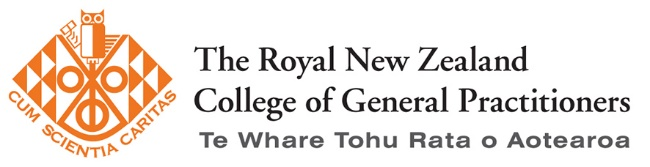 CUM SCIENTIA CARITAS
The Royal New Zealand
College of General Practitioners
Te Whare Tohu Rata o Aotearoa